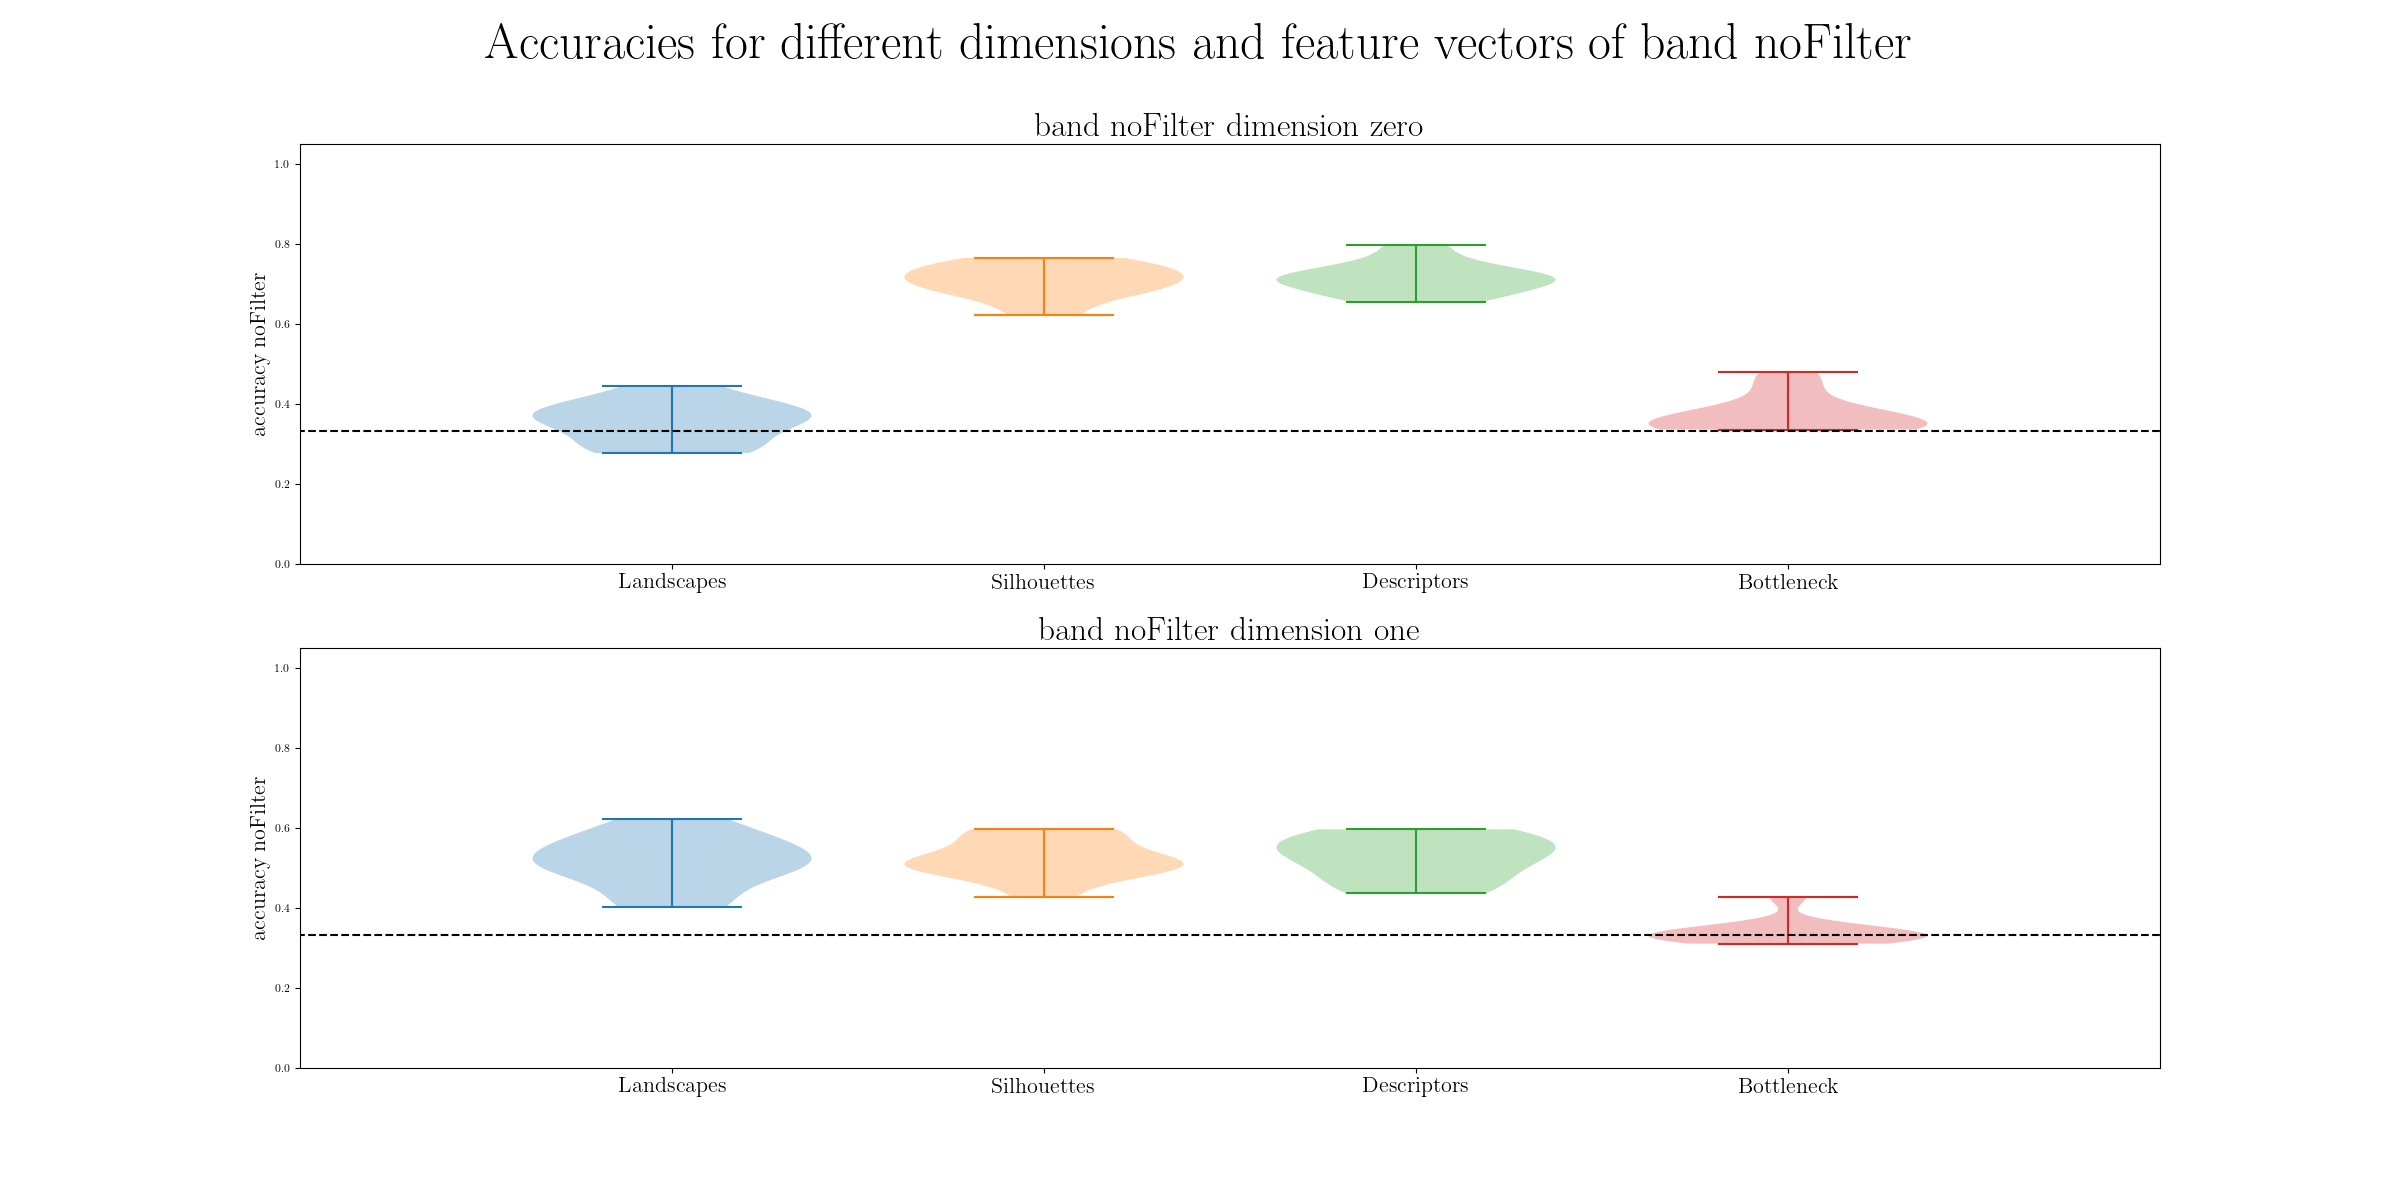 Accuracies for different dimensions and feature vectors of band noFilter
band noFilter dimension zero
accuracy noFilter
1.0
0.8
0.6
0.4
0.2
0.0
Landscapes
Silhouettes
Descriptors
Bottleneck
band noFilter dimension one
accuracy noFilter
1.0
0.8
0.6
0.4
0.2
0.0
Landscapes
Silhouettes
Descriptors
Bottleneck